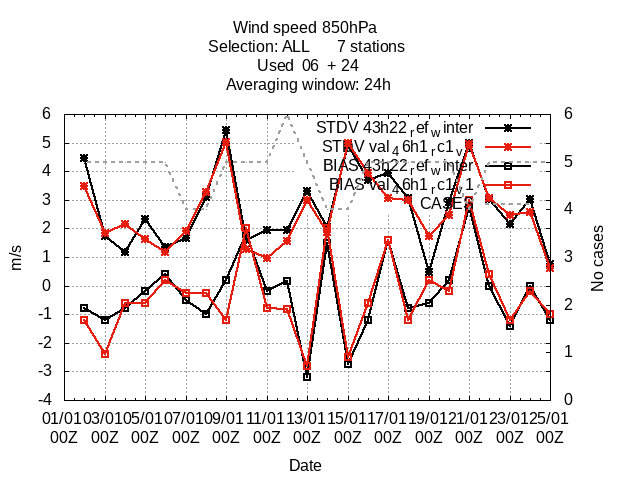 Wind speed 850hPa
Selection: ALL 7 stations
Used 06 + 24
Averaging window: 24h
STDV 43h22_ref_winter
STDV val_46h1_rc1_v1
BIAS 43h22_ref_winter
BIAS val_46h1_rc1_v1
CASES
6
5
4
3
2
1
0
-1
-2
-3
-4
m/s
6
5
4
3
2
1
0
No cases
01/01 03/01 05/01 07/01 09/01 11/01 13/01 15/01 17/01 19/01 21/01 23/01 25/01
00Z 00Z 00Z 00Z 00Z 00Z 00Z 00Z 00Z 00Z 00Z 00Z 00Z
Date